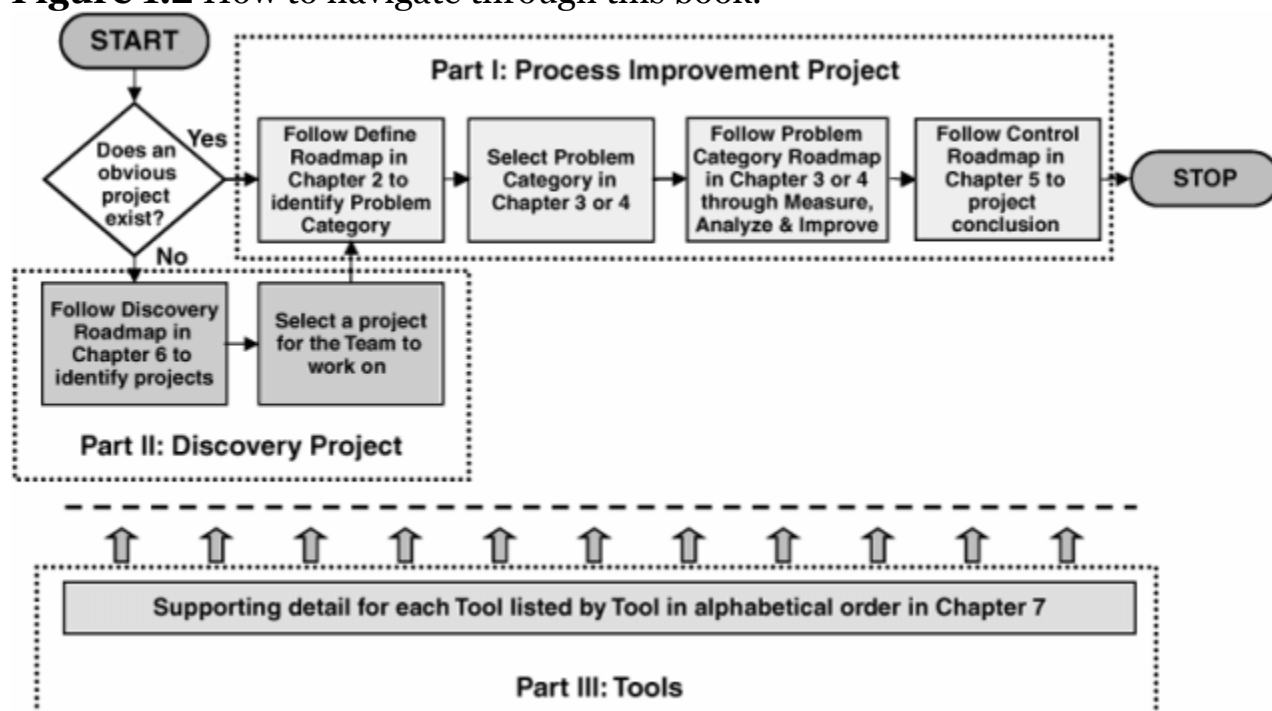 Figure 1.2 How to navigate through this book.
START
Part I: Process Improvement Project
Does an
obvious
project
exist?
Yes
Follow Define
Roadmap in
Chapter 2 to
identify Problem
Category
Select Problem
Category in
Chapter 3 or 4
Follow Problem
Category Roadmap
in Chapter 3 or 4
through Measure,
Analyze & Improve
Follow Control
Roadmap in
Chapter 5 to
project
conclusion
STOP
No
Follow Discovery
Roadmap in
Chapter 6 to
identify projects
Select a project
for the Team to
work on
Part II: Discovery Project
Supporting detail for each Tool listed by Tool in alphabetical order in Chapter 7
Part III: Tools